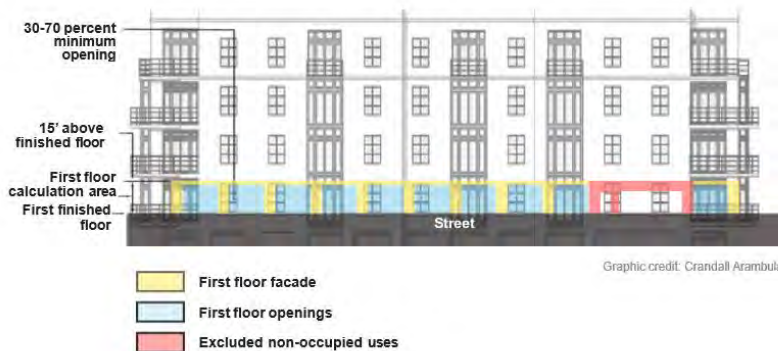 30-70 percent
minimum
opening
15' above
finished floor
First floor
calculation area
First finished
floor
Street
Graphic credit: Crandall Arambula
First floor facade
First floor openings
Excluded non-occupied uses